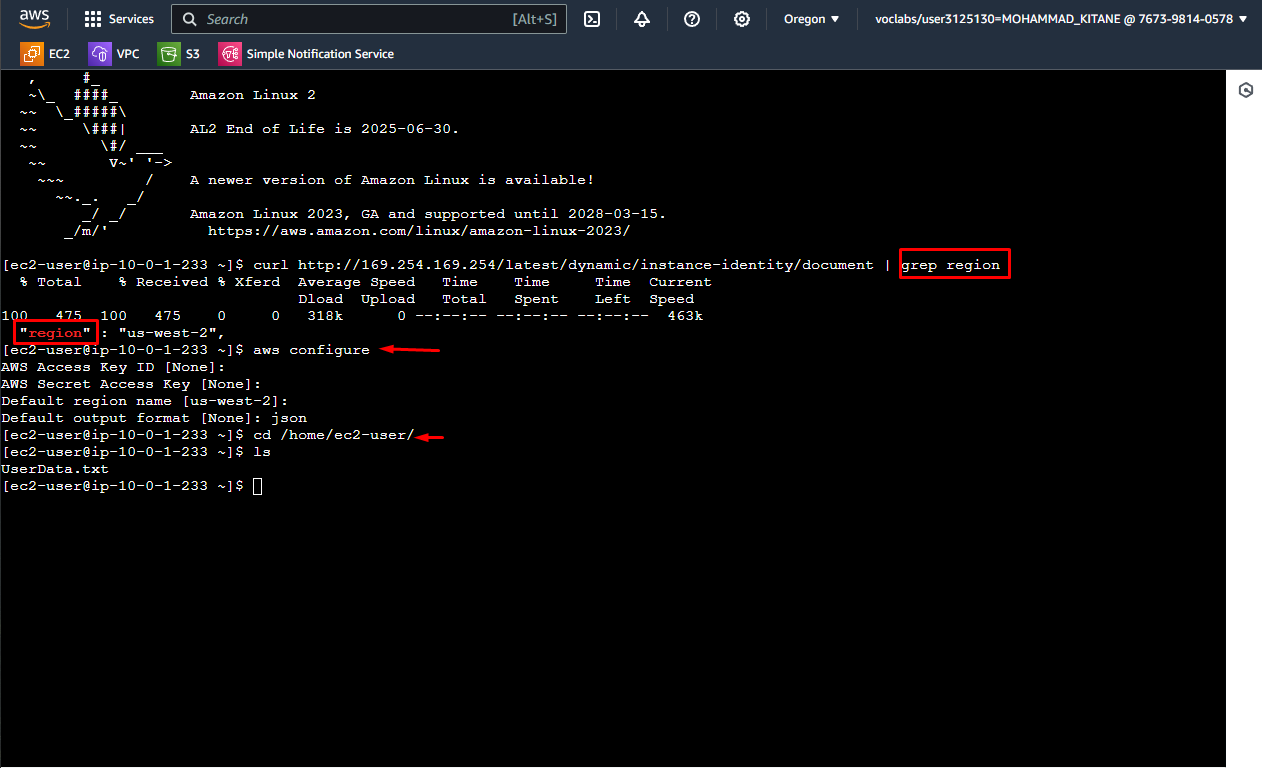 aws Services Search [Alt+S] Oregon ▼ voclabs/user3125130=MOHAMMAD_KITANE @ 7673-9814-0578 ▼
EC2 VPC S3 Simple Notification Service
   ,     #_
   ~\_  ####_        Amazon Linux 2
  ~~  \_#####\
  ~~     \###|       AL2 End of Life is 2025-06-30.
  ~~       \#/ ___
   ~~       V~' '->
    ~~~         /    A newer version of Amazon Linux is available!
      ~~._.   _/
         _/ _/       Amazon Linux 2023, GA and supported until 2028-03-15.
       _/m/'           https://aws.amazon.com/linux/amazon-linux-2023/
[ec2-user@ip-10-0-1-233 ~]$ curl http://169.254.169.254/latest/dynamic/instance-identity/document | grep region
  % Total    % Received % Xferd  Average Speed   Time    Time     Time  Current
                                 Dload  Upload   Total   Spent    Left  Speed
100   475  100   475    0     0   318k      0 --:--:-- --:--:-- --:--:--  463k
  "region" : "us-west-2",
[ec2-user@ip-10-0-1-233 ~]$ aws configure
AWS Access Key ID [None]:
AWS Secret Access Key [None]:
Default region name [us-west-2]:
Default output format [None]: json
[ec2-user@ip-10-0-1-233 ~]$ cd /home/ec2-user/
[ec2-user@ip-10-0-1-233 ~]$ ls
UserData.txt
[ec2-user@ip-10-0-1-233 ~]$